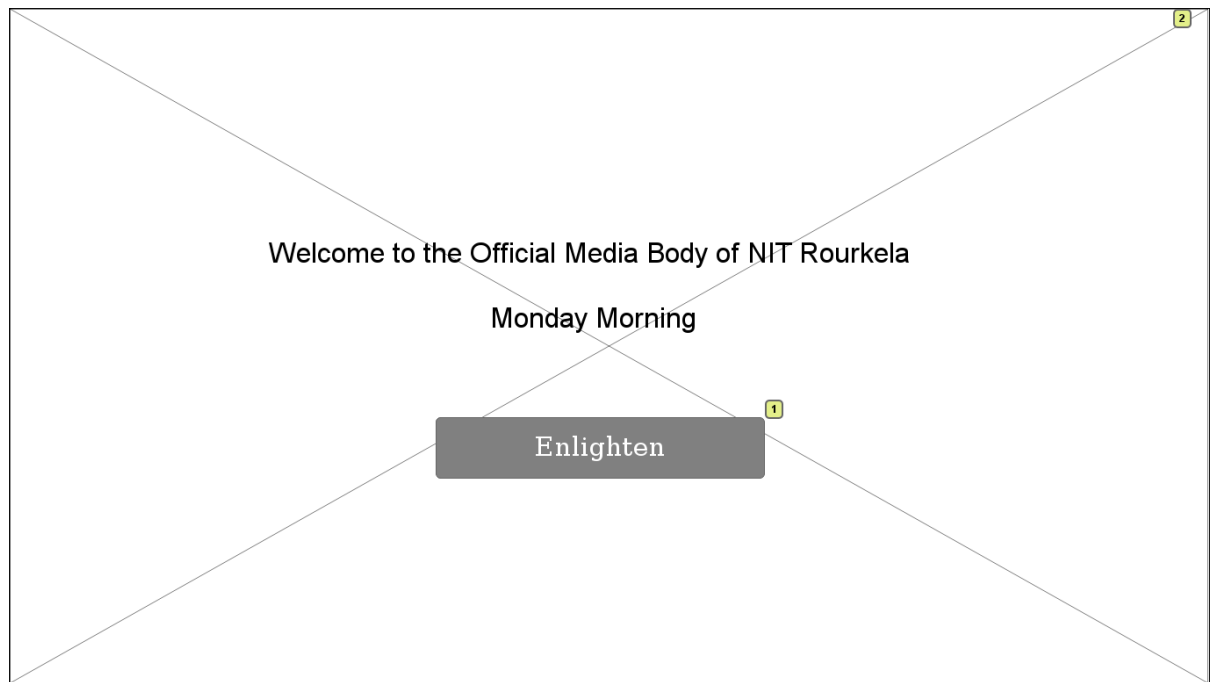 2
Welcome to the Official Media Body of NIT Rourkela
Monday Morning
1
Enlighten